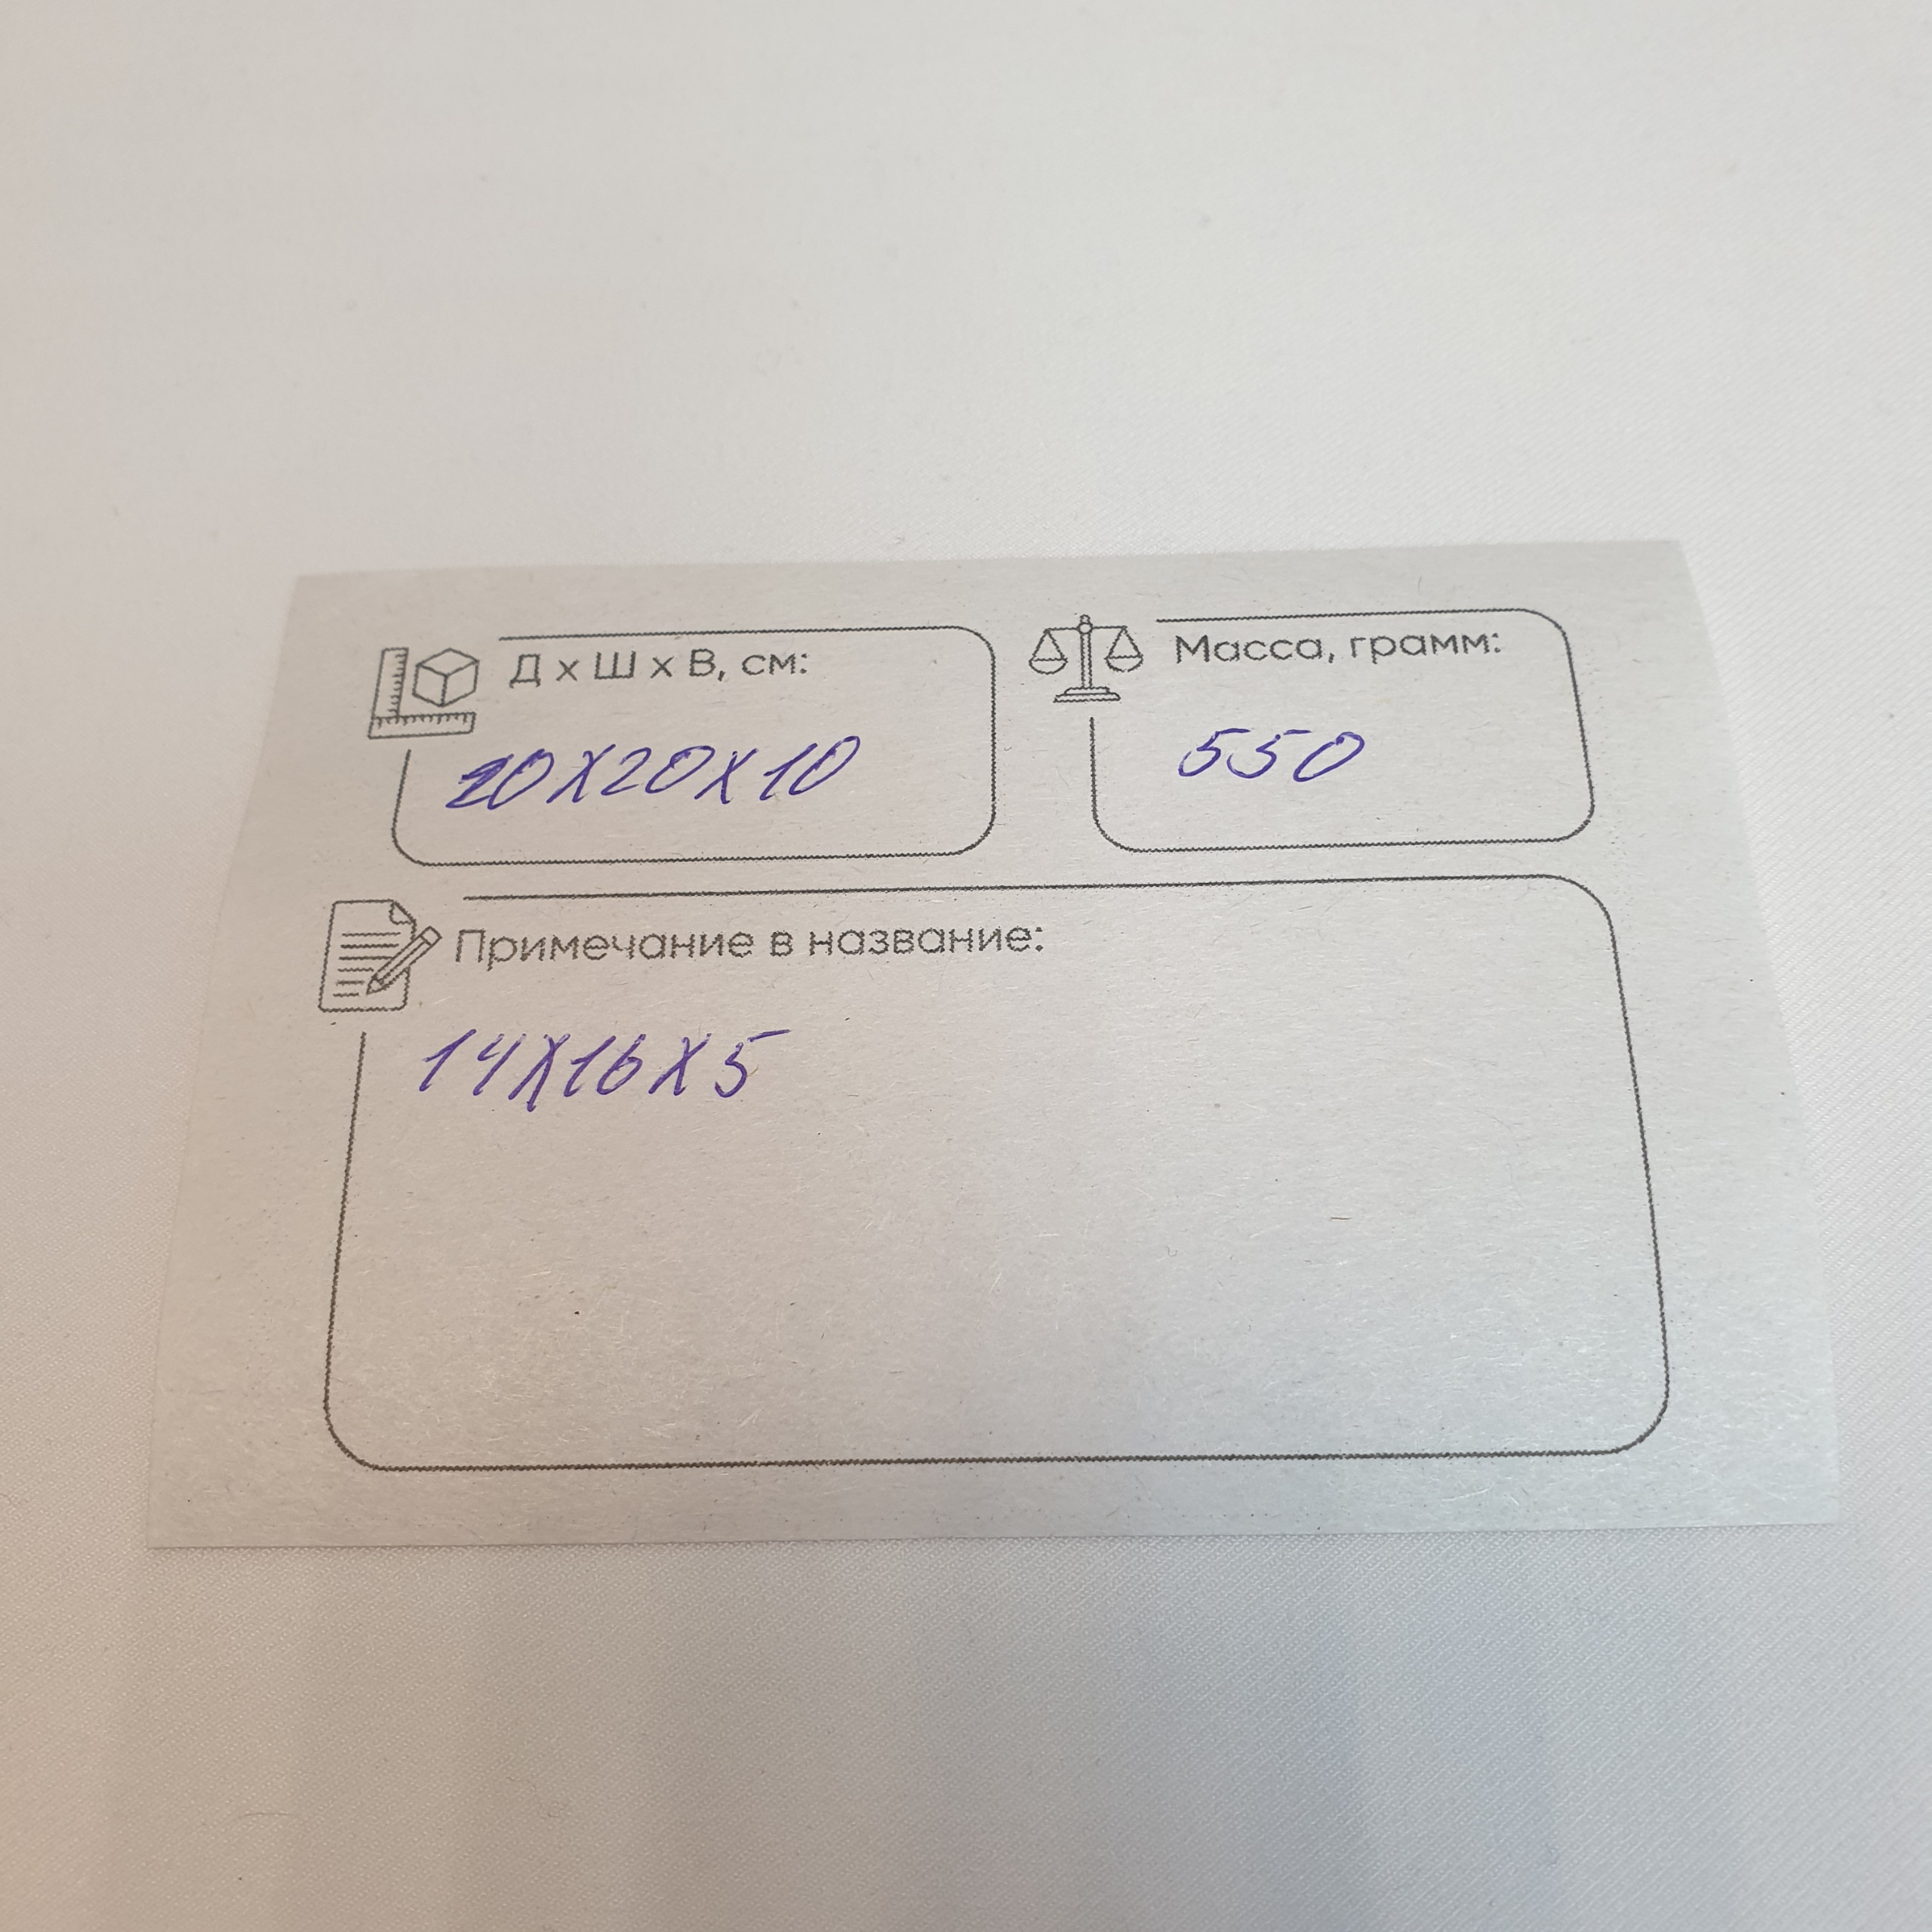 Д x Ш x В, см:
20X20X10
Масса, грамм:
550
Примечание в название:
14X16X5